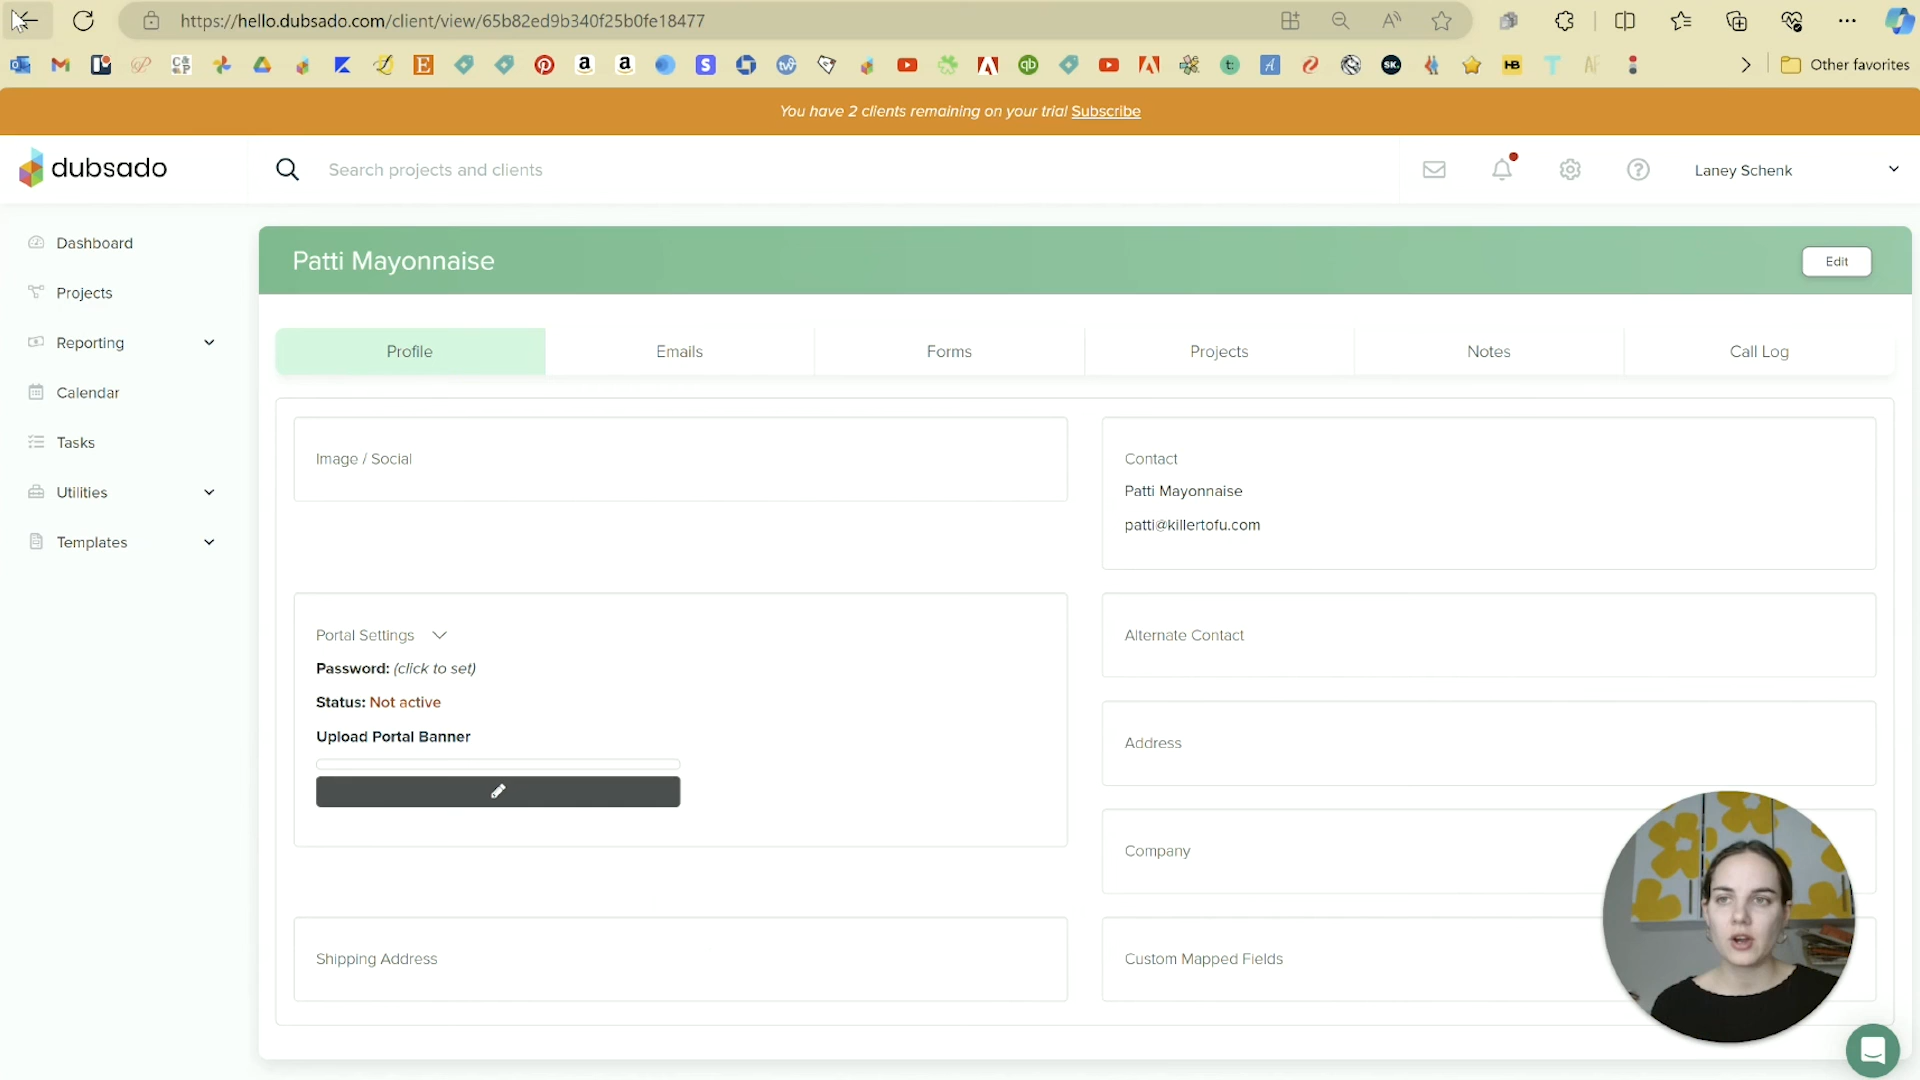 https://hello.dubsado.com/client/view/65b82ed9b340f25b0fe18477
Other favorites
You have 2 clients remaining on your trial Subscribe
dubsado
Search projects and clients
Laney Schenk
Dashboard
Projects
Reporting
Calendar
Tasks
Utilities
Templates
Patti Mayonnaise
Edit
Profile
Emails
Forms
Projects
Notes
Call Log
Image / Social
Contact
Patti Mayonnaise
patti@killertofu.com
Portal Settings
Password: (click to set)
Status: Not active
Upload Portal Banner
Alternate Contact
Address
Company
Shipping Address
Custom Mapped Fields